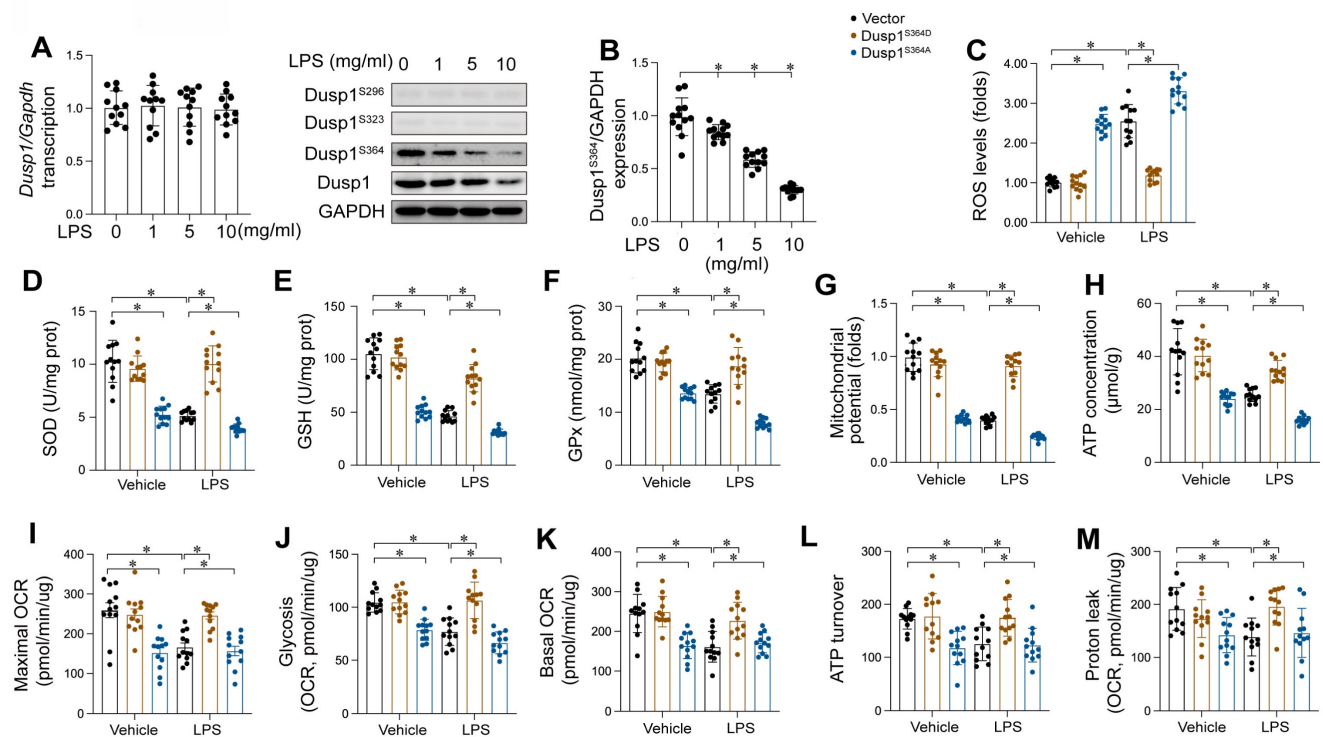 A
Dusp1/Gapdh
transcription
1.5
1.0
0.5
0.0
LPS 0 1 5 10(mg/ml)
LPS (mg/ml) 0 1 5 10
Dusp1S296
Dusp1S323
Dusp1S364
Dusp1
GAPDH
B
Dusp1S364/GAPDH
expression
1.5
1.0
0.5
0.0
* * *
LPS 0 1 5 10
(mg/ml)
Vector
Dusp1S364D
Dusp1S364A
C
ROS levels (folds)
4.00
3.00
2.00
1.00
0.00
* *
* *
Vehicle LPS
D
SOD (U/mg prot)
15
10
5
0
* *
* *
Vehicle LPS
E
GSH (U/mg prot)
150
100
50
0
* *
* *
Vehicle LPS
F
GPx (nmol/mg prot)
30
20
10
0
* *
* *
Vehicle LPS
G
Mitochondrial
potential (folds)
1.5
1.0
0.5
0.0
* *
* *
Vehicle LPS
H
ATP concentration
(μmol/g)
60
40
20
0
* *
* *
Vehicle LPS
I
Maximal OCR
(pmol/min/ug)
400
300
200
100
0
* *
* *
Vehicle LPS
J
Glycosis
(OCR, pmol/min/ug)
150
100
50
0
* *
* *
Vehicle LPS
K
Basal OCR
(pmol/min/ug)
400
300
200
100
0
* *
* *
Vehicle LPS
L
ATP turnover
300
200
100
0
* *
* *
Vehicle LPS
M
Proton leak
(OCR, pmol/min/ug)
300
200
100
0
* *
* *
Vehicle LPS